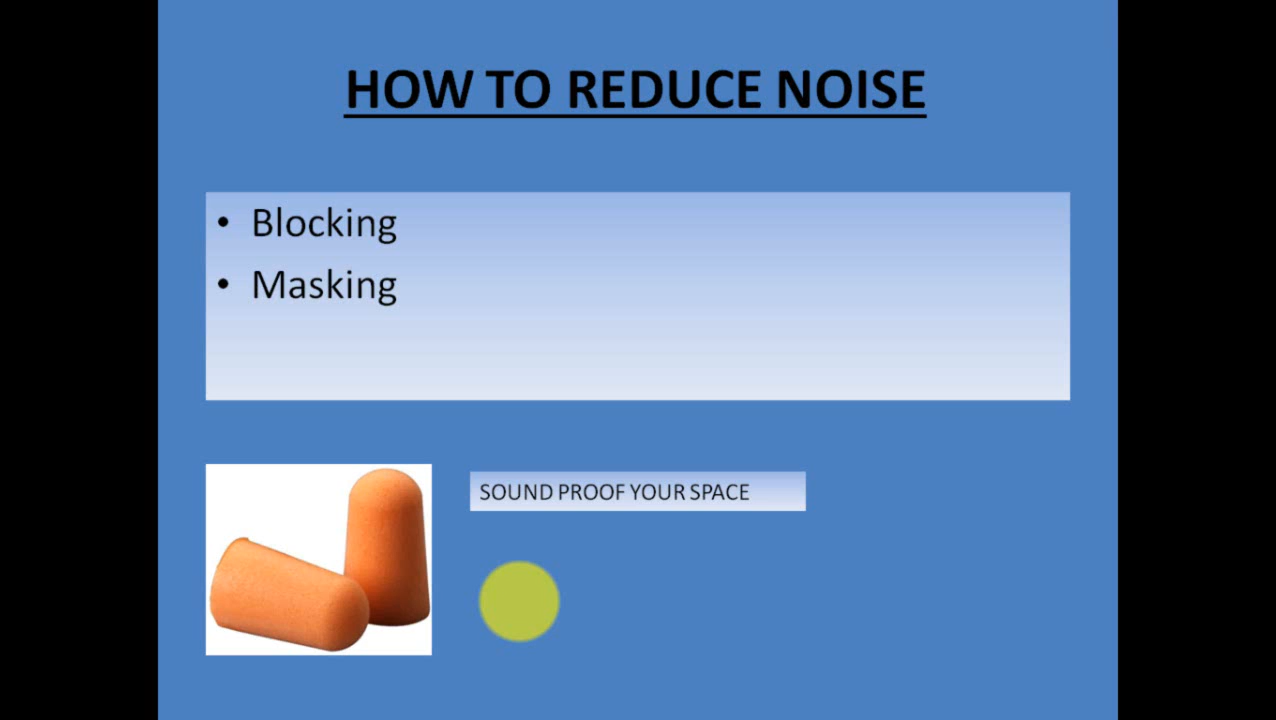 HOW TO REDUCE NOISE
• Blocking
• Masking
SOUND PROOF YOUR SPACE